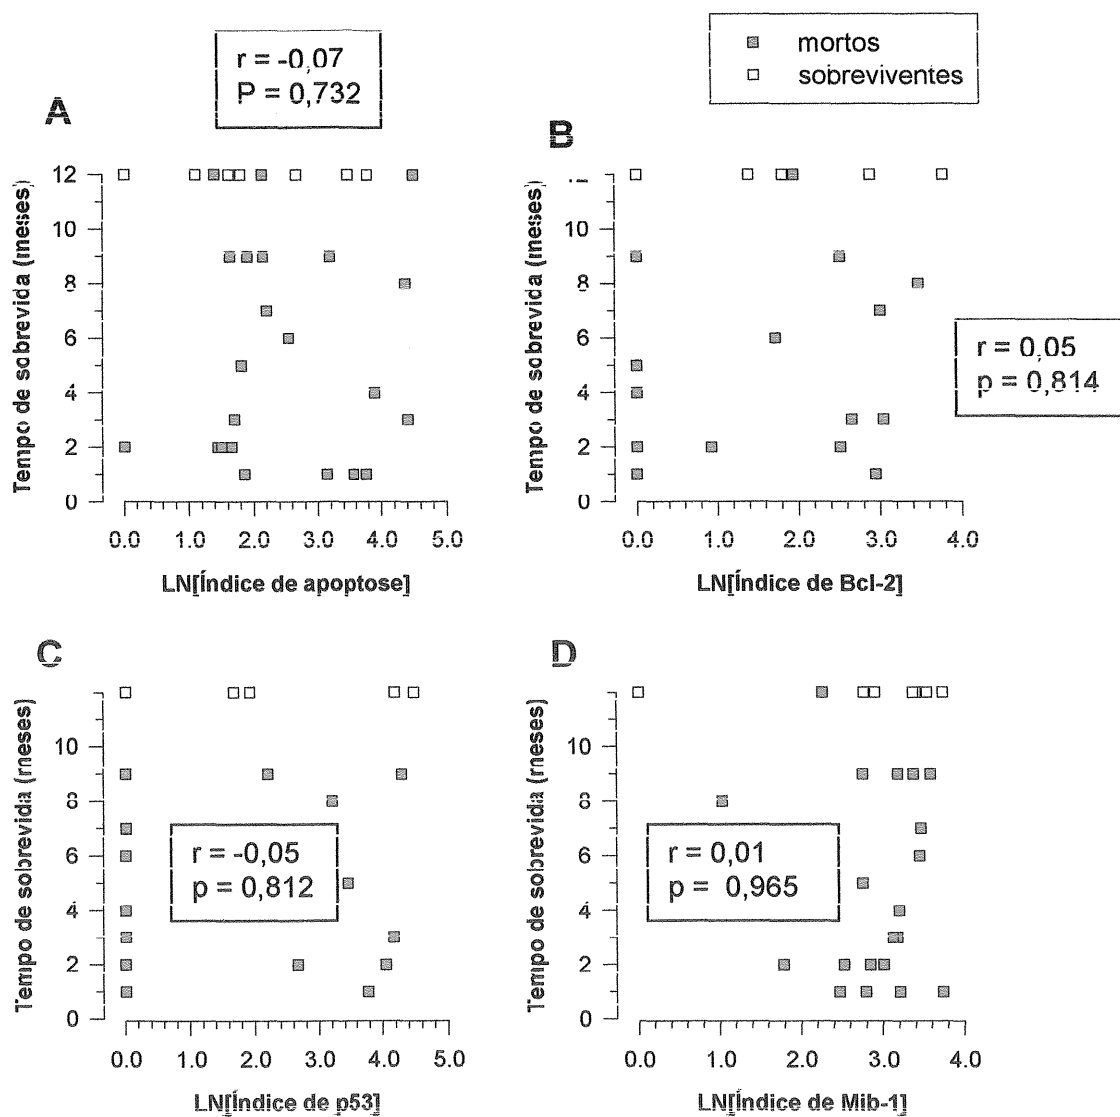 r = -0,07
P = 0,732
mortos
sobreviventes
A
Tempo de sobrevida (meses)
12
10
8
6
4
2
0
0.0 1.0 2.0 3.0 4.0 5.0
LN[Índice de apoptose]
B
Tempo de sobrevida (meses)
10
8
6
4
2
0
0.0 1.0 2.0 3.0 4.0
LN[Índice de Bcl-2]
r = 0,05
p = 0,814
C
Tempo de sobrevida (meses)
10
8
6
4
2
0
r = -0,05
p = 0,812
0.0 1.0 2.0 3.0 4.0 5.0
LN[Índice de p53]
D
Tempo de sobrevida (meses)
10
8
6
4
2
0
r = 0,01
p = 0,965
0.0 1.0 2.0 3.0 4.0
LN[Índice de Mib-1]